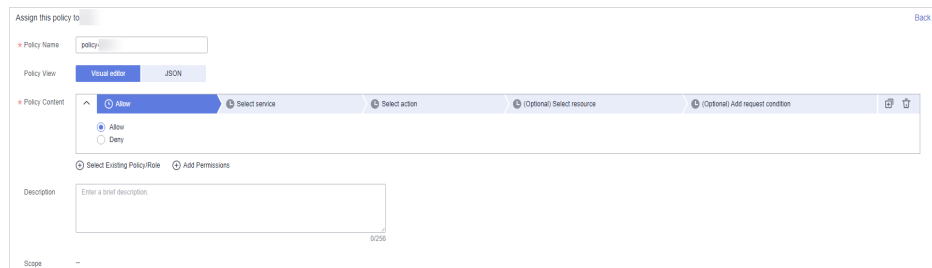 Assign this policy to
Back
* Policy Name
policy-
Policy View
Visual editor
JSON
* Policy Content
Allow
Select service
Select action
(Optional) Select resource
(Optional) Add request condition
Allow
Deny
Select Existing Policy/Role
Add Permissions
Description
Enter a brief description.
0/256
Scope
--